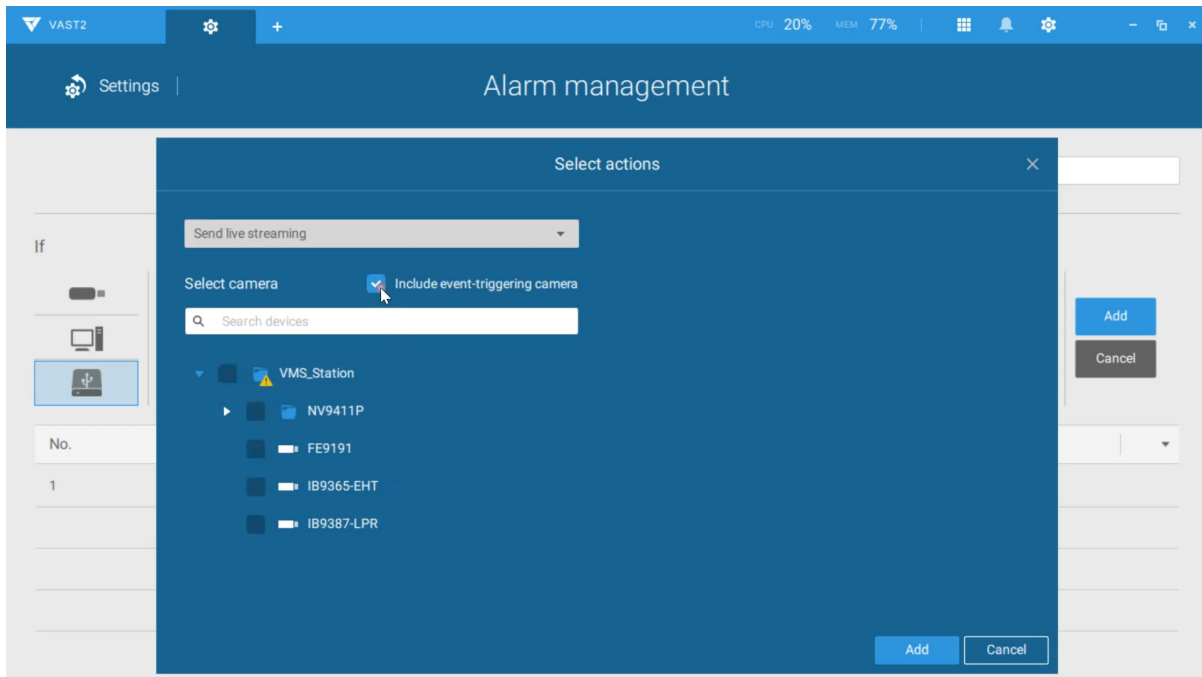 VAST2
+
CPU 20% MEM 77%
Settings
Alarm management
Select actions
If
Send live streaming
Select camera
Include event-triggering camera
Search devices
VMS_Station
NV9411P
FE9191
IB9365-EHT
IB9387-LPR
Add
Cancel
No.
1
Add
Cancel